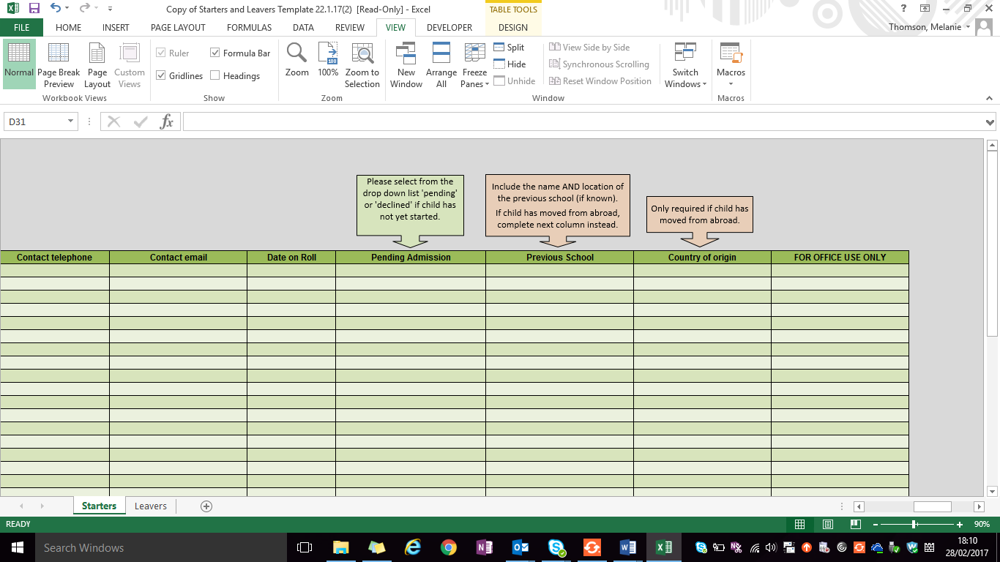 Copy of Starters and Leavers Template 22.1.17(2) [Read-Only] - Excel
TABLE TOOLS
?
FILE HOME INSERT PAGE LAYOUT FORMULAS DATA REVIEW VIEW DEVELOPER DESIGN
Thomson, Melanie
Normal
Page Break Preview
Page Layout
Custom Views
Workbook Views
Ruler
Formula Bar
Gridlines
Headings
Show
Zoom
100%
Zoom to Selection
Zoom
New Window
Arrange All
Freeze Panes
Split
Hide
Unhide
View Side by Side
Synchronous Scrolling
Reset Window Position
Window
Switch Windows
Macros
Macros
D31
fx
Please select from the
drop down list 'pending'
or 'declined' if child has
not yet started.
Include the name AND location of
the previous school (if known).
If child has moved from abroad,
complete next column instead.
Only required if child has
moved from abroad.
Contact telephone Contact email Date on Roll Pending Admission Previous School Country of origin FOR OFFICE USE ONLY
Starters Leavers
READY
90%
Search Windows
18:10
28/02/2017